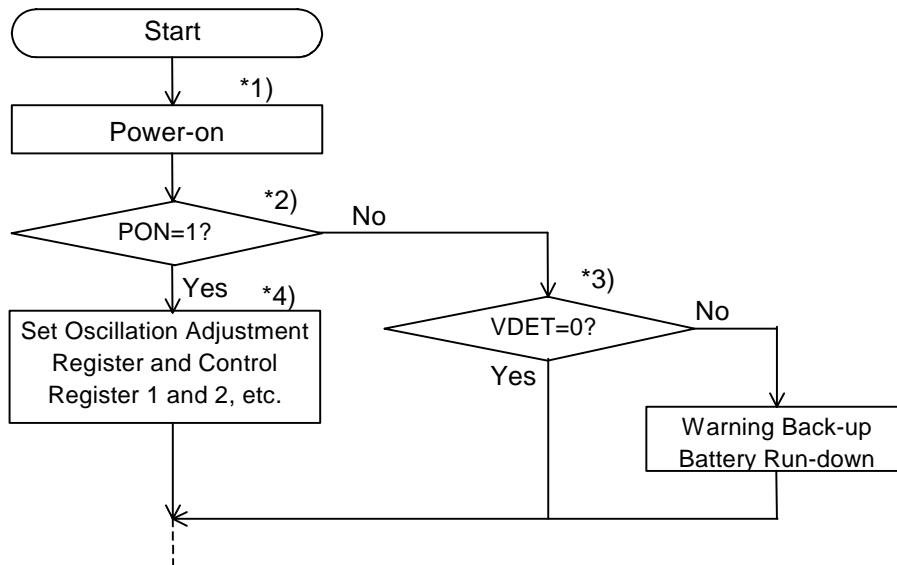 Start
*1)
Power-on
*2)
No
PON=1?
Yes
*3)
*4)
No
Set Oscillation Adjustment
Register and Control
Register 1 and 2, etc.
VDET=0?
Yes
Warning Back-up
Battery Run-down